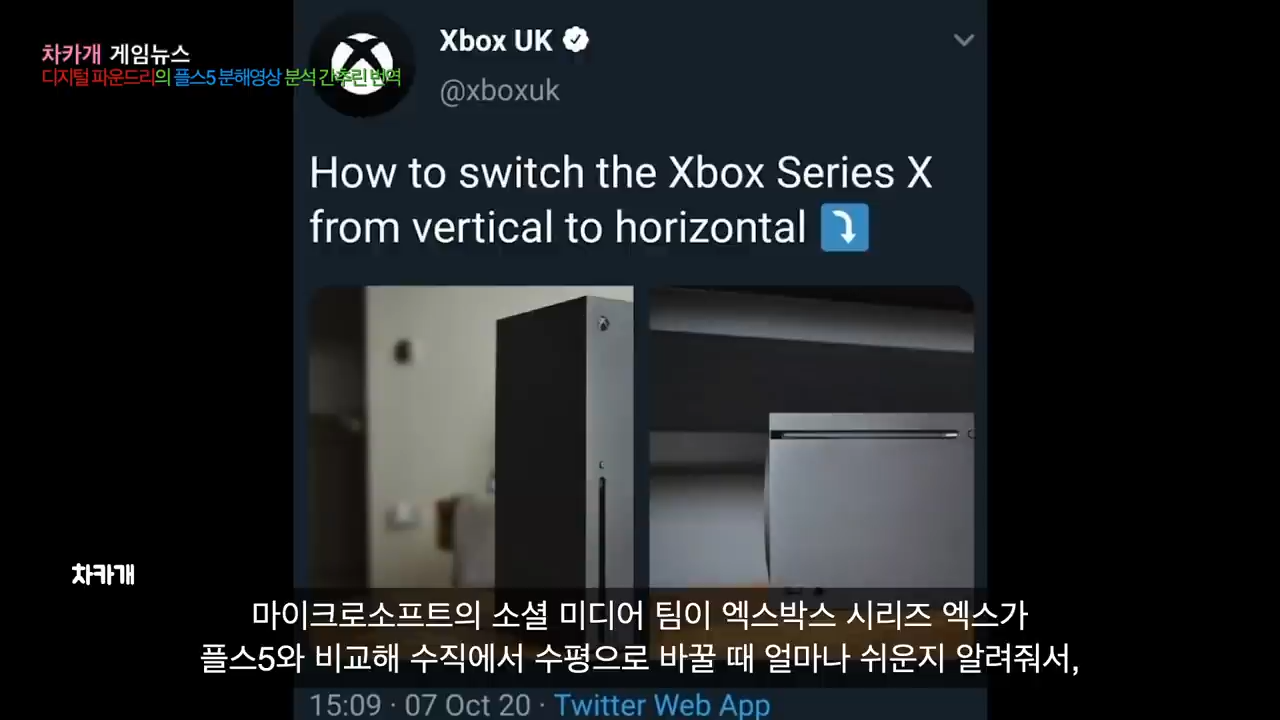 차카개 게임뉴스
디지털 파운드리의 플스5 분해영상 분석 간추린 번역
Xbox UK
@xboxuk
How to switch the Xbox Series X
from vertical to horizontal ⤵️
차카개
마이크로소프트의 소셜 미디어 팀이 엑스박스 시리즈 엑스가
플스5와 비교해 수직에서 수평으로 바꿀 때 얼마나 쉬운지 알려줘서,
15:09 · 07 Oct 20 · Twitter Web App